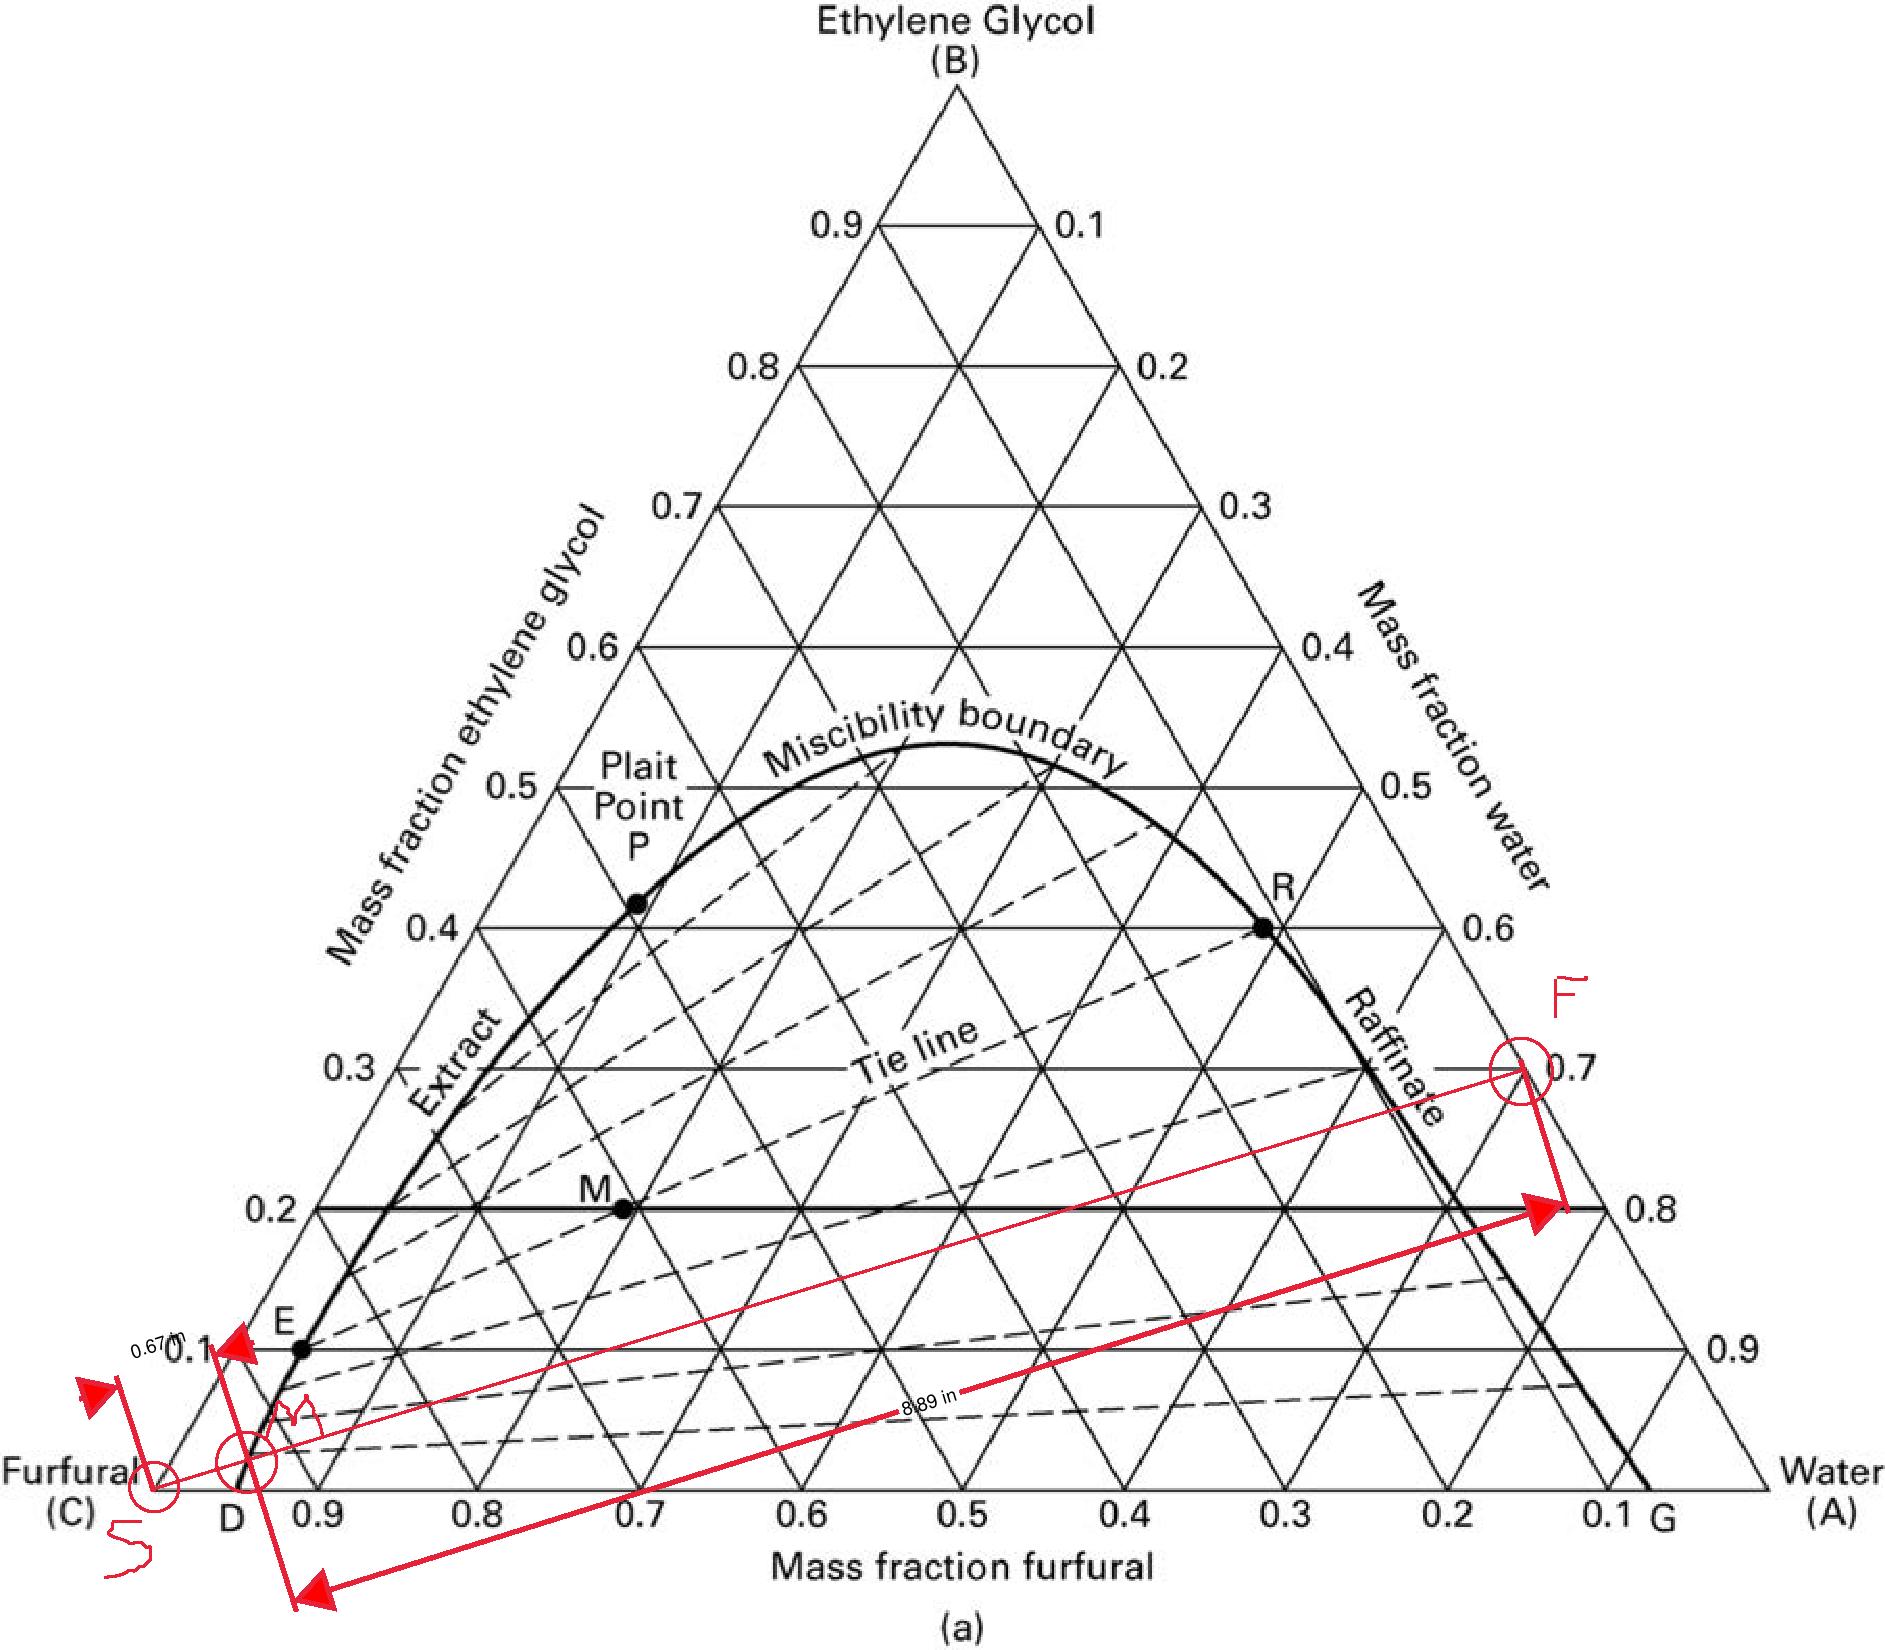 Ethylene Glycol
(B)
0.9
0.1
0.8
0.2
0.7
0.3
Mass fraction ethylene glycol
Mass fraction water
0.6
0.4
Miscibility boundary
Plait
Point
P
0.5
0.5
R
0.4
0.6
F
Extract
Raffinate
Tie line
0.3
0.7
M
0.2
0.8
E
0.67 in
0.1
0.9
M
8.89 in
Furfural
(C)
Water
(A)
S
D
0.9
0.8
0.7
0.6
0.5
0.4
0.3
0.2
0.1
G
Mass fraction furfural
(a)